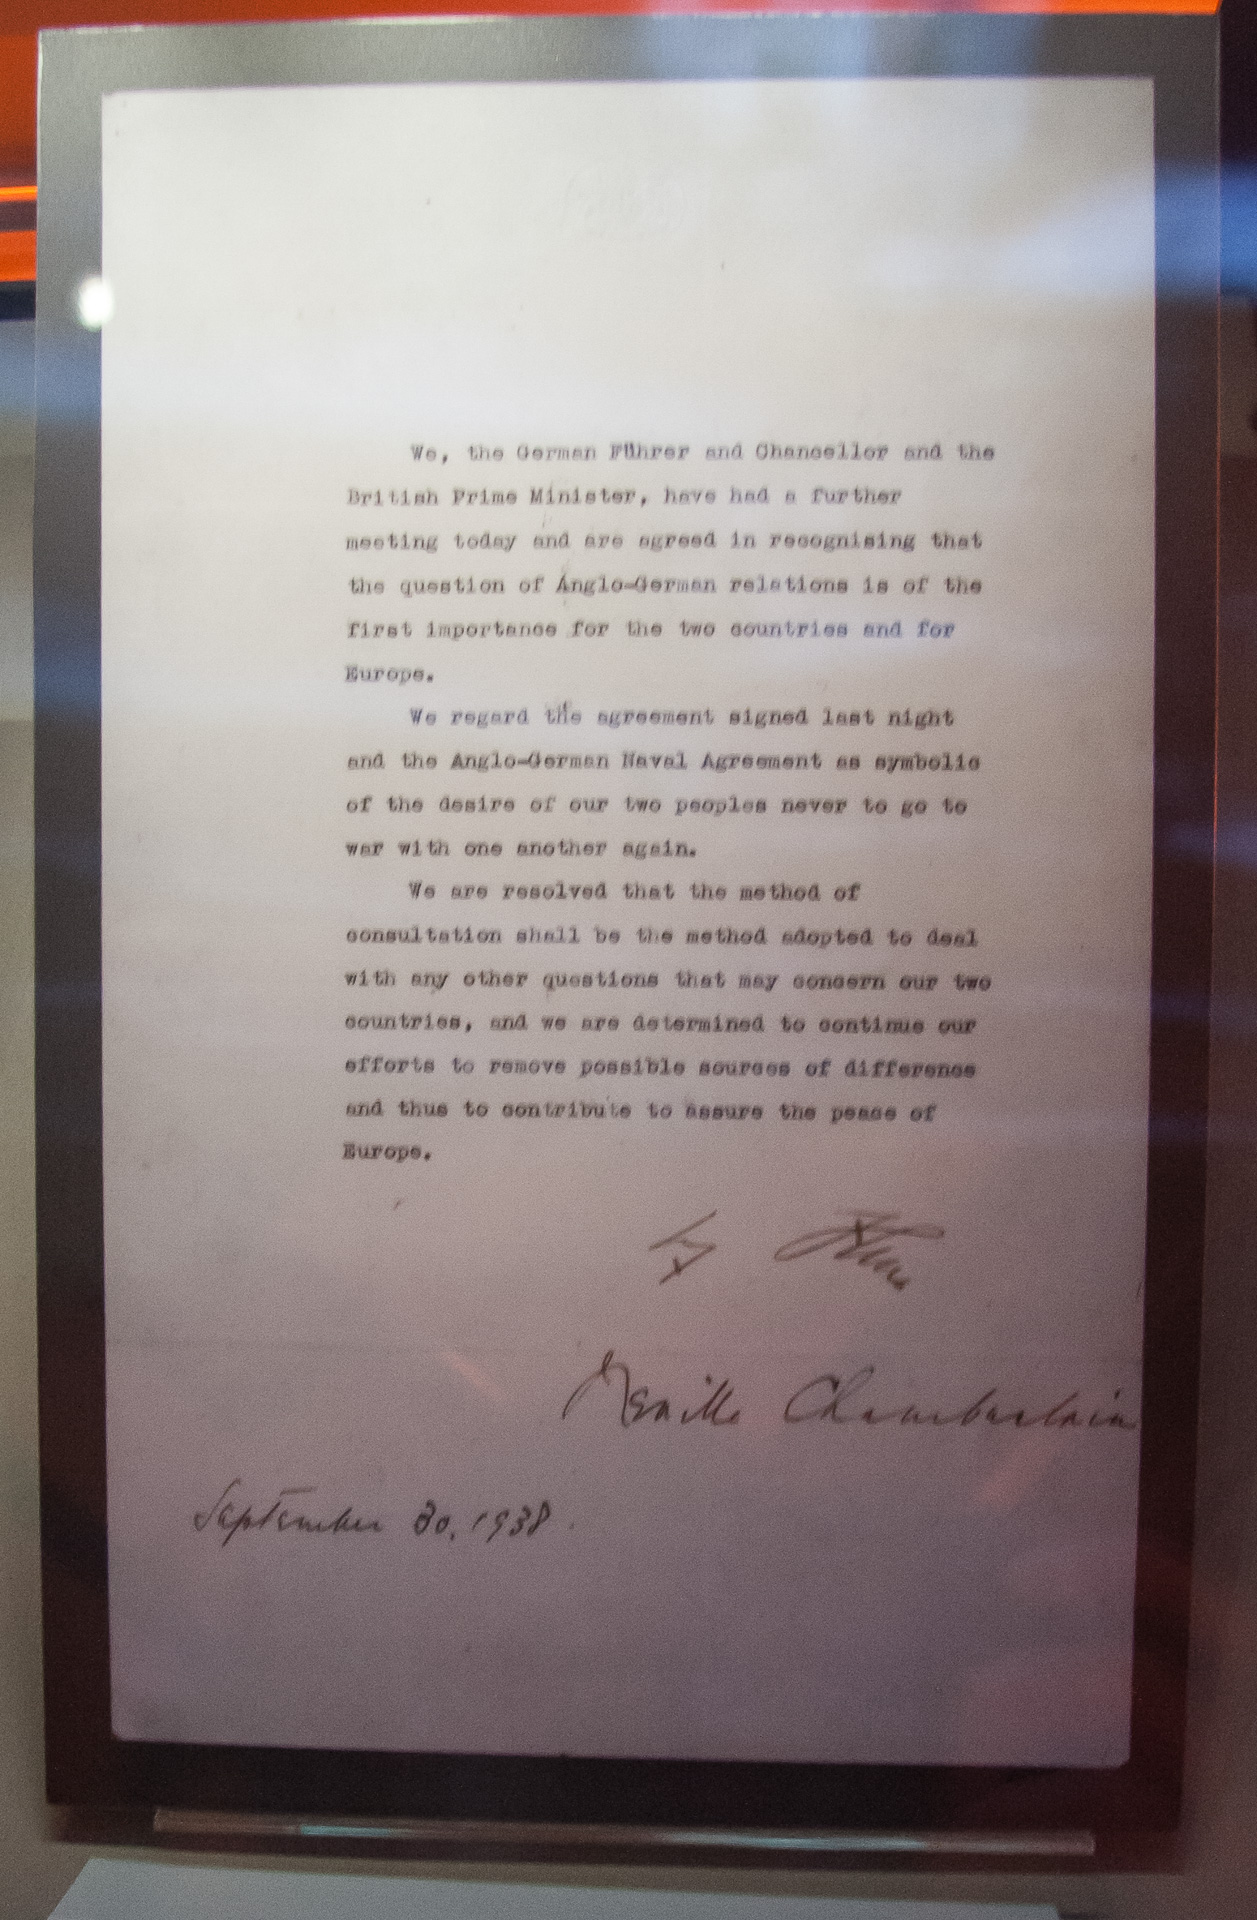 We, the German Führer and Chancellor and the
British Prime Minister, have had a further
meeting today and are agreed in recognising that
the question of Anglo-German relations is of the
first importance for the two countries and for
Europe.
We regard the agreement signed last night
and the Anglo-German Naval Agreement as symbolic
of the desire of our two peoples never to go to
war with one another again.
We are resolved that the method of
consultation shall be the method adopted to deal
with any other questions that may concern our two
countries, and we are determined to continue our
efforts to remove possible sources of difference
and thus to contribute to assure the peace of
Europe.
Neville Chamberlain
September 30, 1938.